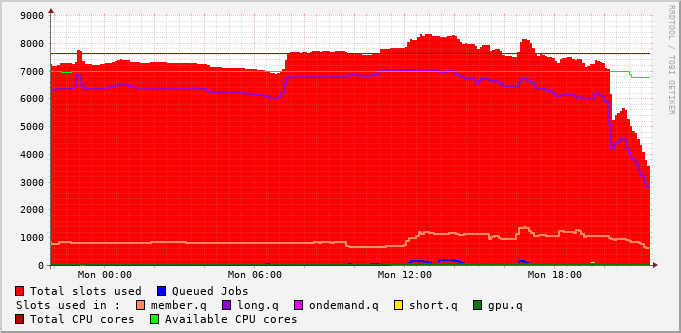 9000
8000
7000
6000
5000
4000
3000
2000
1000
0
Mon 00:00 Mon 06:00 Mon 12:00 Mon 18:00
RRDTOOL / TOBI OETIKER
Total slots used Queued Jobs
Slots used in : member.q long.q ondemand.q short.q gpu.q
Total CPU cores Available CPU cores